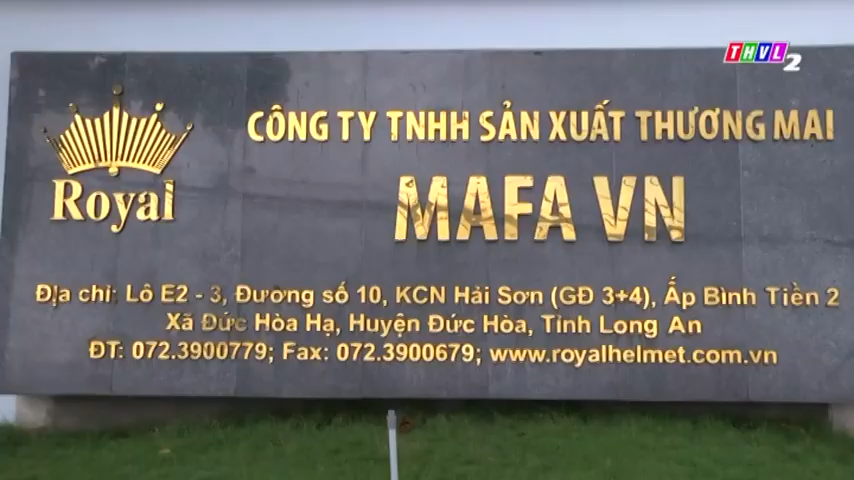 THVL 2
Royal
CÔNG TY TNHH SẢN XUẤT THƯƠNG MẠI
MAFA VN
Địa chỉ: Lô E2 - 3, Đường số 10, KCN Hải Sơn (GĐ 3+4), Ấp Bình Tiền 2
Xã Đức Hòa Hạ, Huyện Đức Hòa, Tỉnh Long An
ĐT: 072.3900779; Fax: 072.3900679; www.royalhelmet.com.vn